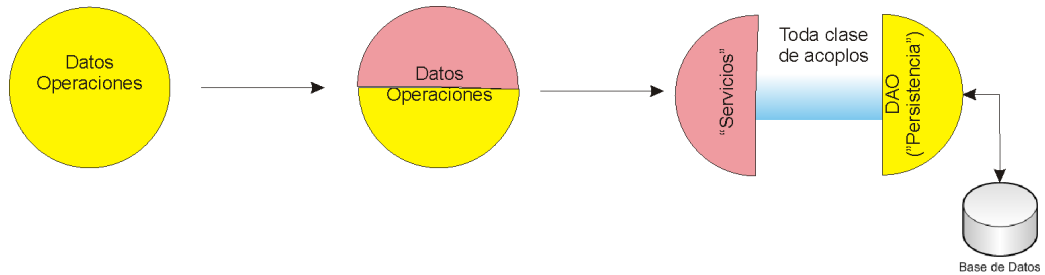 Datos
Operaciones
Datos
Operaciones
“Servicios”
Toda clase
de acoplos
DAO
(”Persistencia”)
Base de Datos